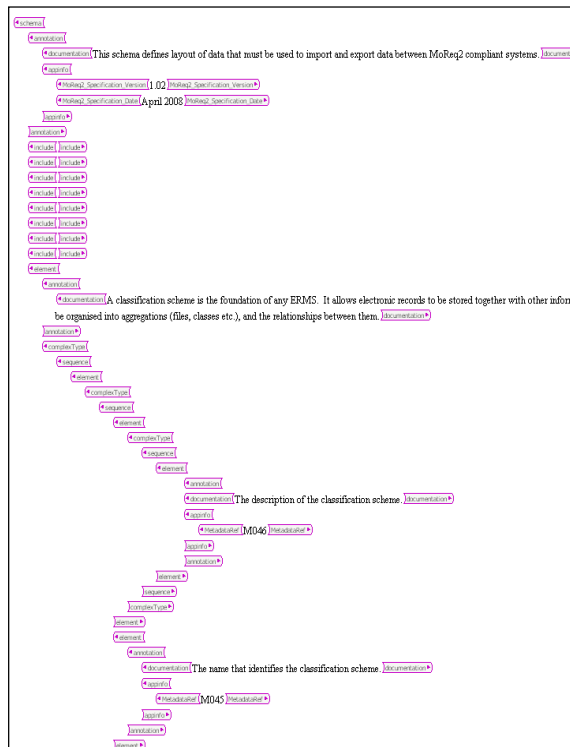 schema
annotation
documentation This schema defines layout of data that must be used to import and export data between MoReq2 compliant systems. document
appinfo
MoReq2_Specification_Version 1.02 MoReq2_Specification_Version
MoReq2_Specification_Date April 2008 MoReq2_Specification_Date
appinfo
annotation
include include
include include
include include
include include
include include
include include
include include
include include
element
annotation
documentation A classification scheme is the foundation of any ERMS. It allows electronic records to be stored together with other infor
be organised into aggregations (files, classes etc.), and the relationships between them. documentation
annotation
complexType
sequence
element
complexType
sequence
element
complexType
sequence
element
annotation
documentation The description of the classification scheme. documentation
appinfo
MetadataRef M046 MetadataRef
appinfo
annotation
element
sequence
complexType
element
element
annotation
documentation The name that identifies the classification scheme. documentation
appinfo
MetadataRef M045 MetadataRef
appinfo
annotation
element